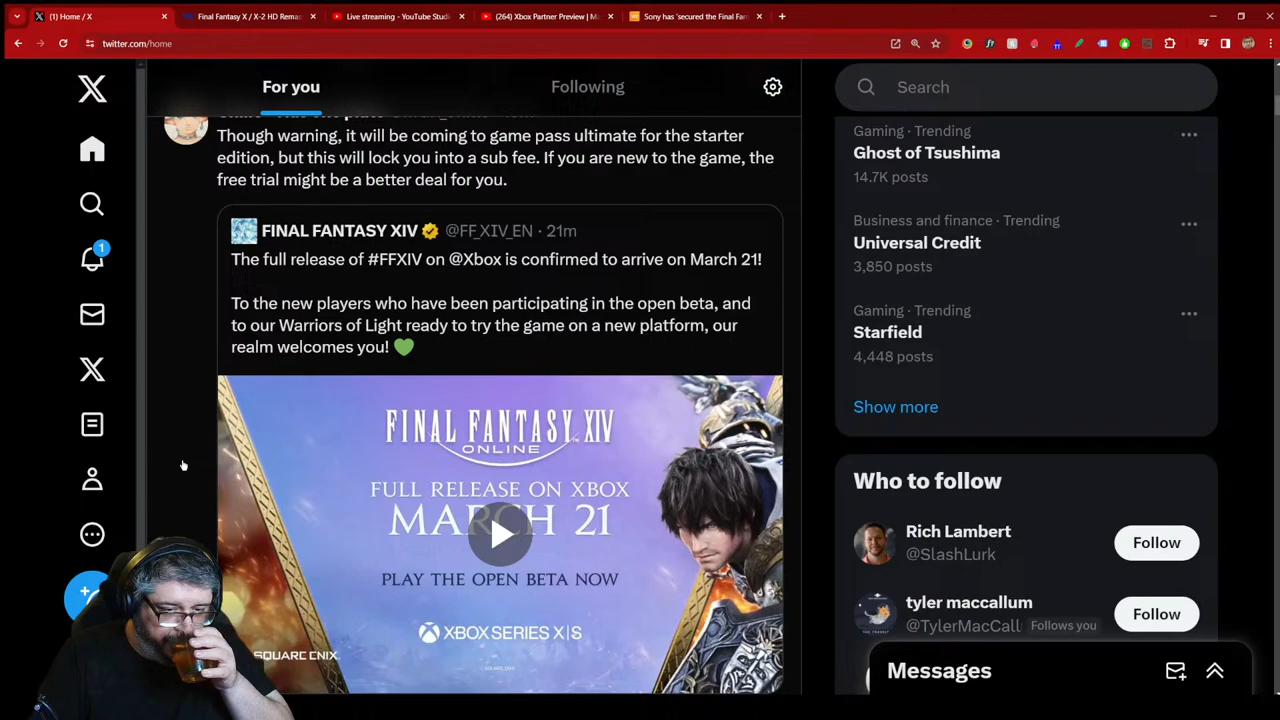 (1) Home / X
Final Fantasy X / X-2 HD Remas
Live streaming - YouTube Studi
(264) Xbox Partner Preview | Ma
Sony has 'secured the Final Fan
twitter.com/home
For you
Following
Search
Though warning, it will be coming to game pass ultimate for the starter
edition, but this will lock you into a sub fee. If you are new to the game, the
free trial might be a better deal for you.
FINAL FANTASY XIV @FF_XIV_EN · 21m
The full release of #FFXIV on @Xbox is confirmed to arrive on March 21!
To the new players who have been participating in the open beta, and
to our Warriors of Light ready to try the game on a new platform, our
realm welcomes you!
FINAL FANTASY XIV
ONLINE
FULL RELEASE ON XBOX
MARCH 21
PLAY THE OPEN BETA NOW
XBOX SERIES X|S
SQUARE ENIX
1
Gaming · Trending
Ghost of Tsushima
14.7K posts
Business and finance · Trending
Universal Credit
3,850 posts
Gaming · Trending
Starfield
4,448 posts
Show more
Who to follow
Rich Lambert
@SlashLurk
Follow
tyler maccallum
@TylerMacCall Follows you
Follow
Messages